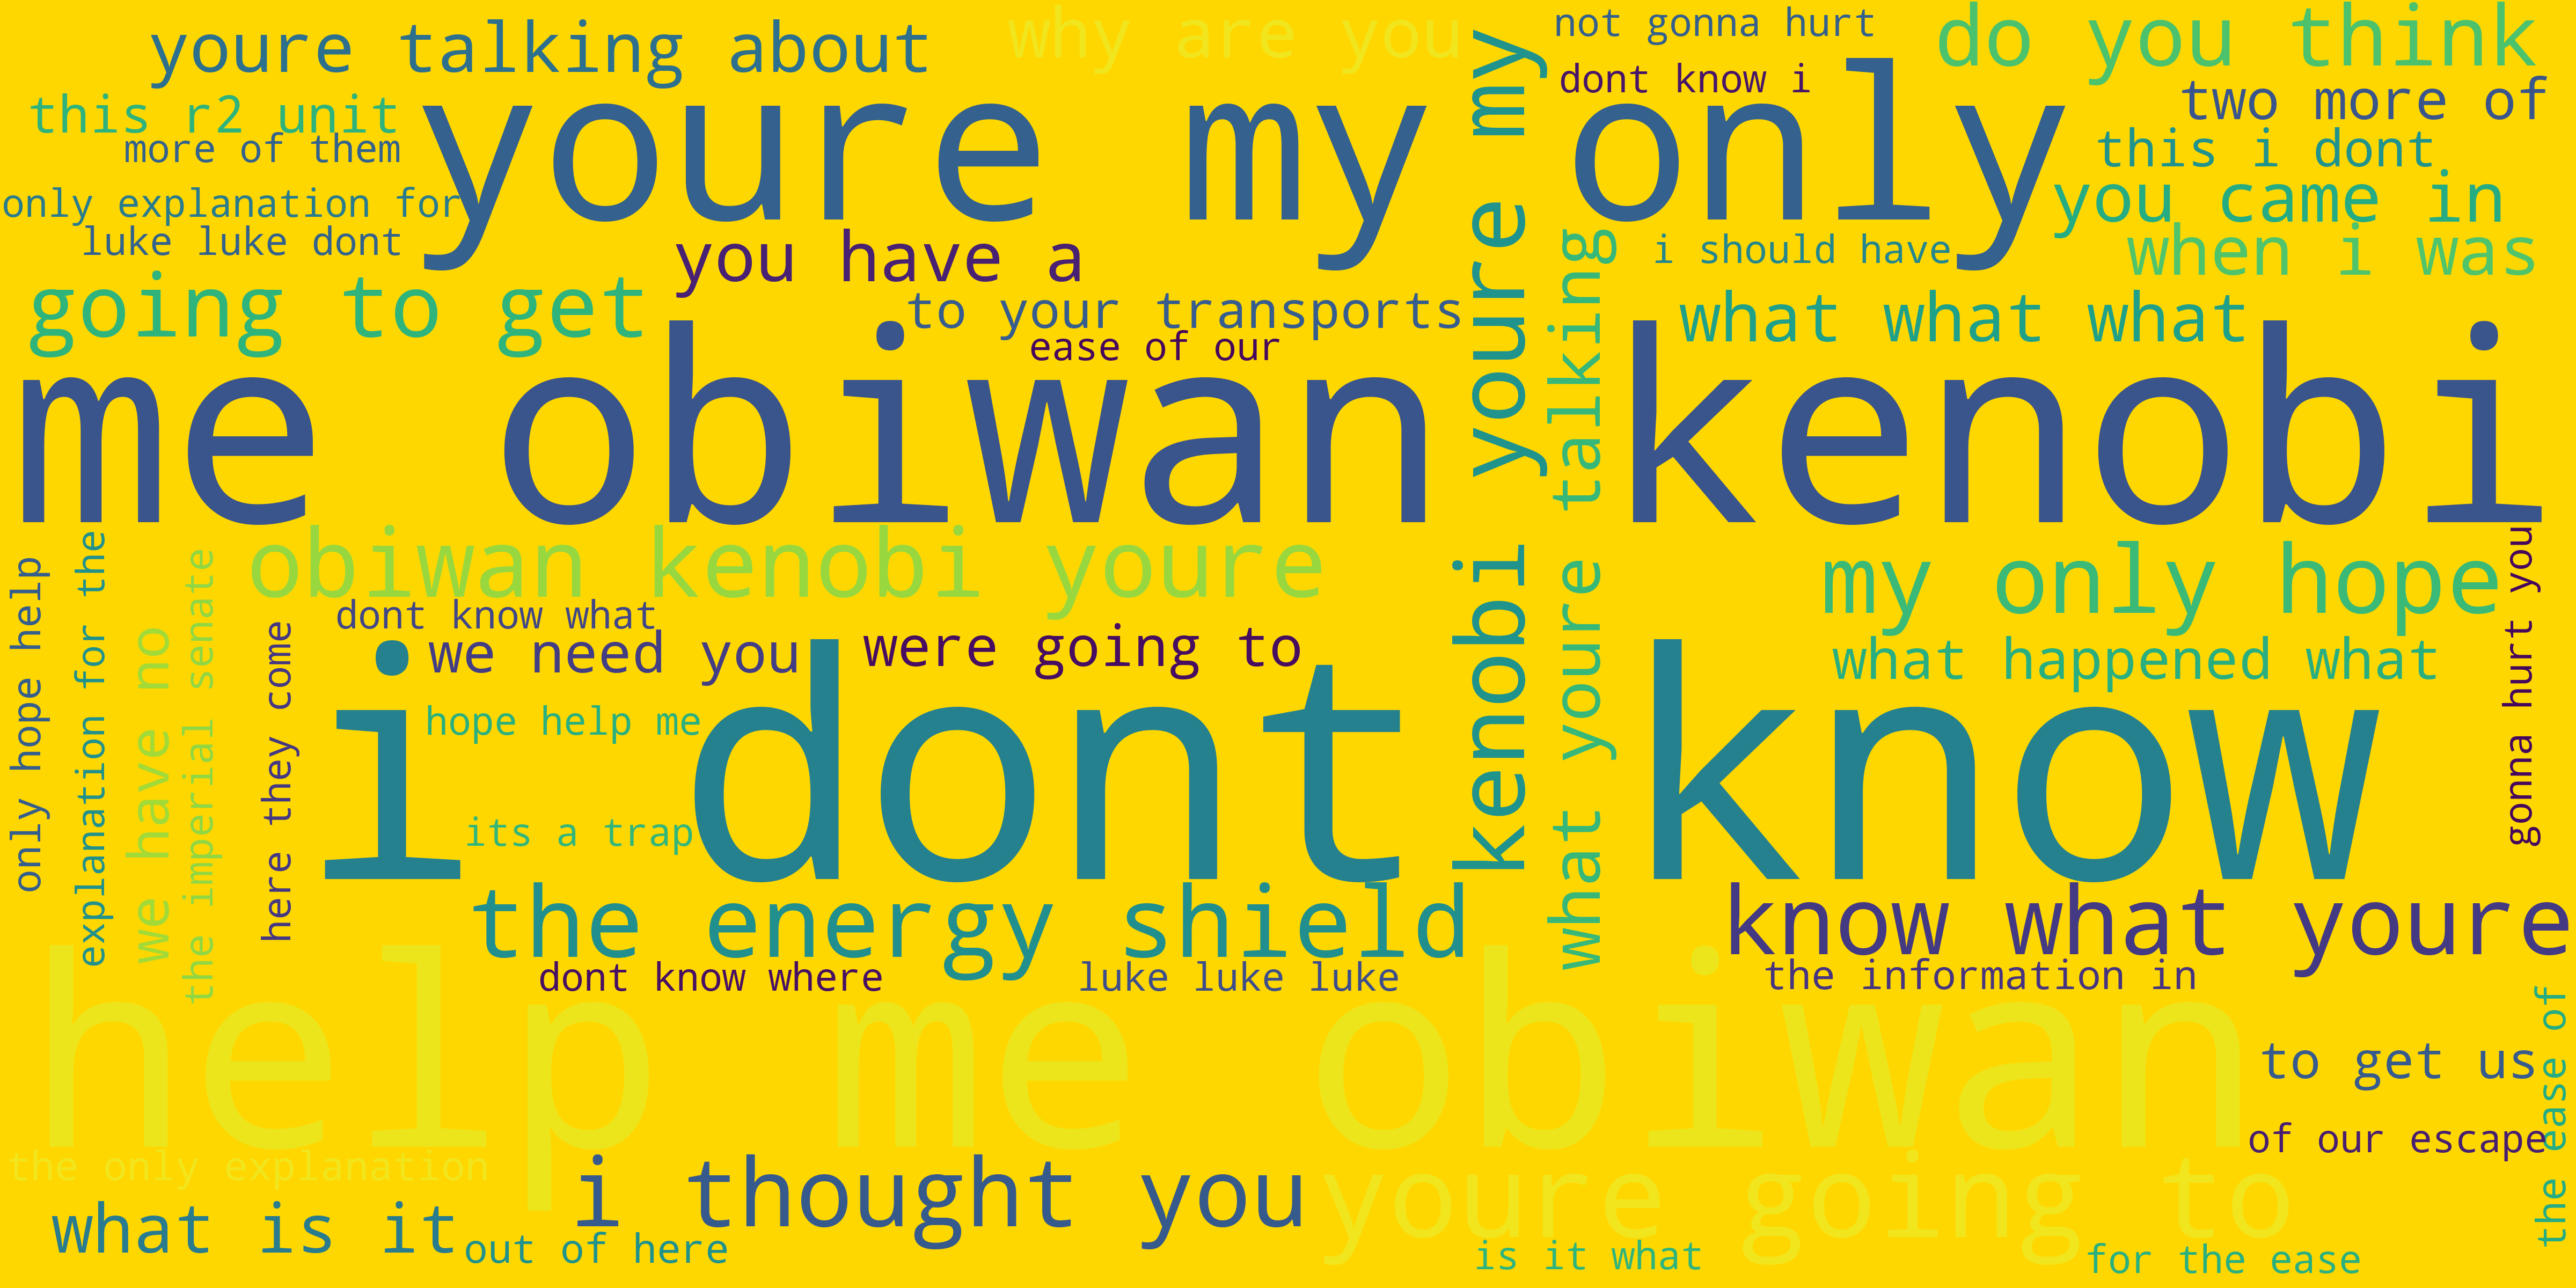 youre talking about
why are you
not gonna hurt
do you think
this r2 unit
more of them
youre my only
dont know i
two more of
this i dont
only explanation for
luke luke dont
you have a
i should have
you came in
when i was
going to get
to your transports
ease of our
what what what
me obiwan kenobi
kenobi youre my
what youre talking
obiwan kenobi youre
my only hope
dont know what
we need you
were going to
what happened what
only hope help
explanation for the
we have no
the imperial senate
here they come
hope help me
its a trap
i dont know
gonna hurt you
the energy shield
know what youre
dont know where
luke luke luke
the information in
help me obiwan
to get us
of our escape
the ease of
the only explanation
i thought you
youre going to
what is it
out of here
is it what
for the ease